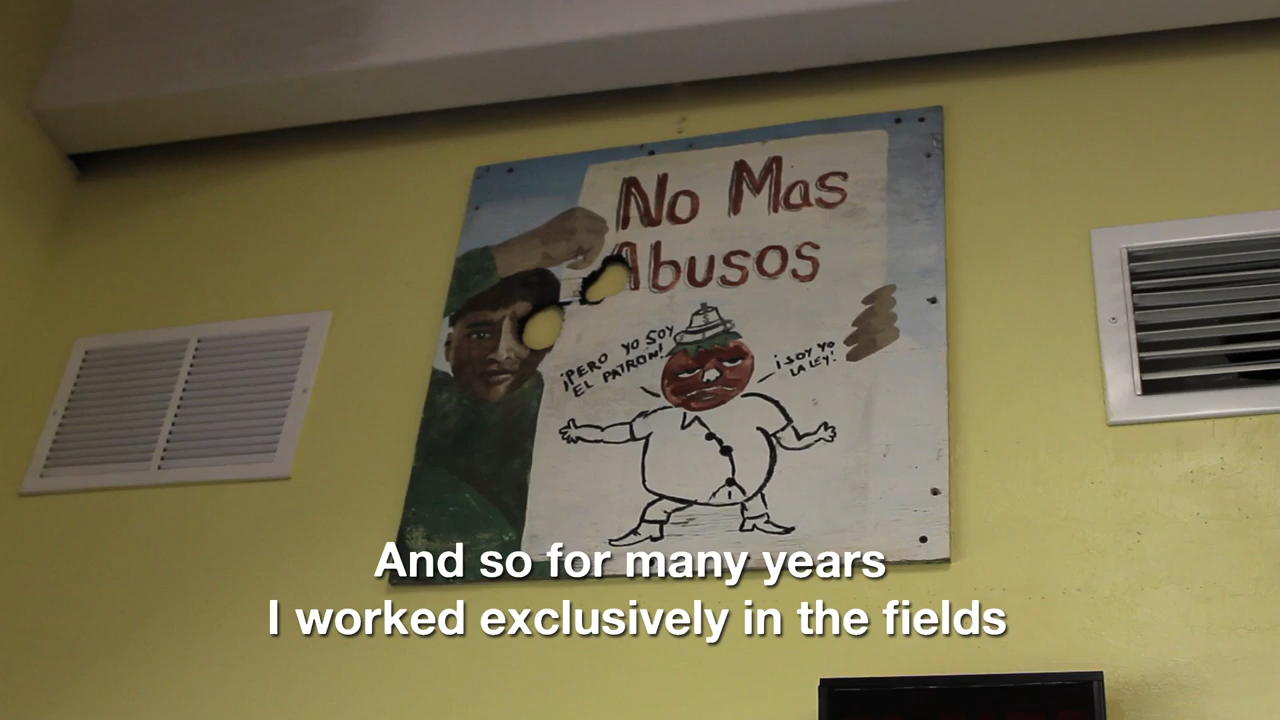 No Mas
Abusos
¡PERO YO SOY
EL PATRON!
¡SOY YO
LA LEY!
And so for many years
I worked exclusively in the fields